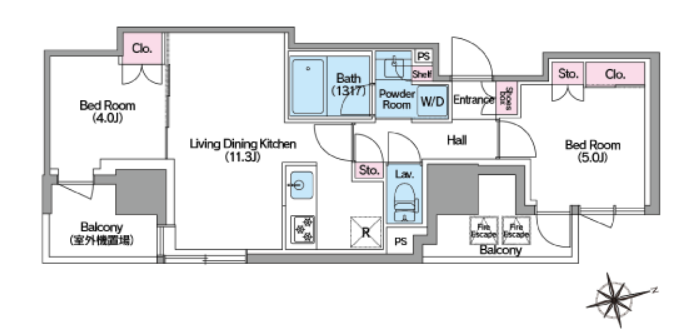 Clo.
Bed Room
(4.0J)
Living Dining Kitchen
(11.3J)
Bath
(1317)
PS
Shelf
Powder
Room
W/D
Entrance
Shoes
box
Sto.
Clo.
Hall
Bed Room
(5.0J)
Sto.
Lav.
Balcony
(室外機置場)
R
PS
Fire
Escape
Fire
Escape
Balcony
N